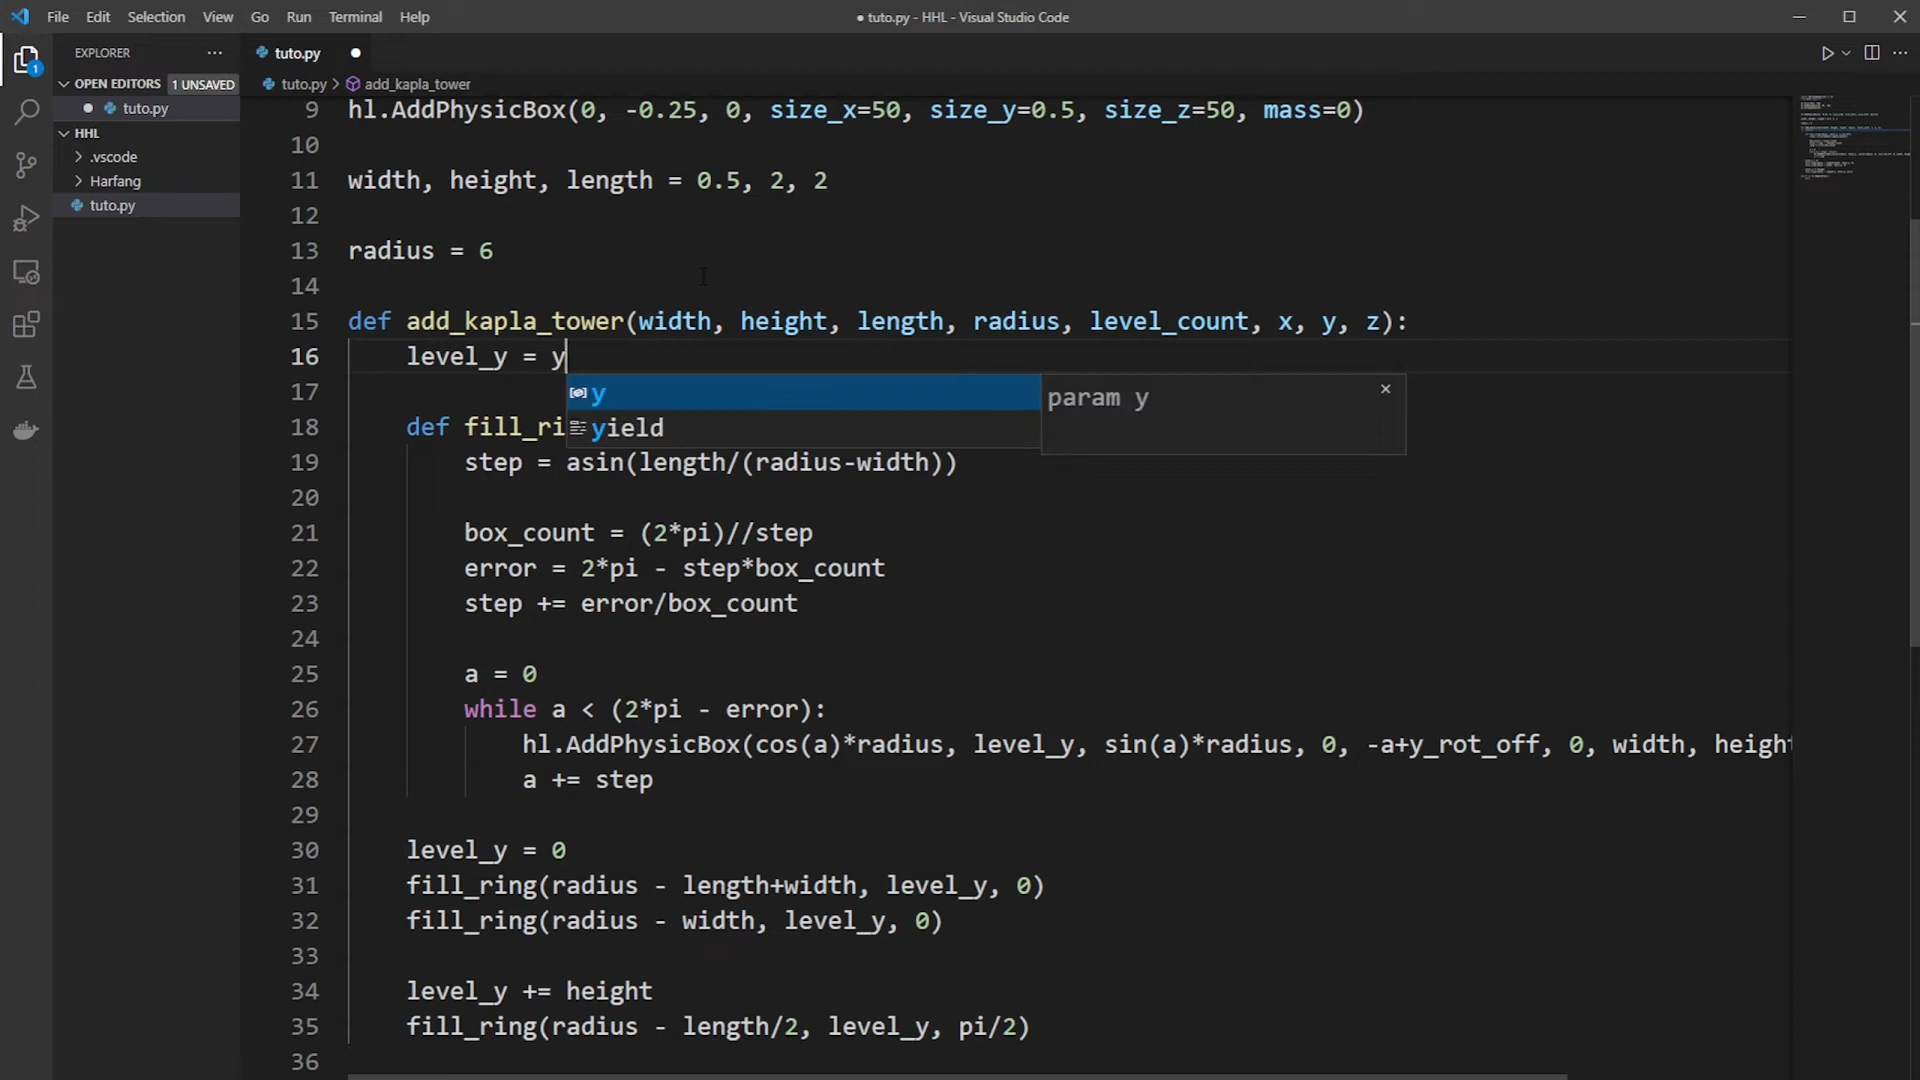 File Edit Selection View Go Run Terminal Help
● tuto.py - HHL - Visual Studio Code
EXPLORER
tuto.py
OPEN EDITORS 1 UNSAVED
tuto.py > add_kapla_tower
tuto.py
HHL
.vscode
Harfang
tuto.py
1
9 hl.AddPhysicBox(0, -0.25, 0, size_x=50, size_y=0.5, size_z=50, mass=0)
10
11 width, height, length = 0.5, 2, 2
12
13 radius = 6
14
15 def add_kapla_tower(width, height, length, radius, level_count, x, y, z):
16 level_y = y
y
param y
yield
17
18 def fill_ri
19 step = asin(length/(radius-width))
20
21 box_count = (2*pi)//step
22 error = 2*pi - step*box_count
23 step += error/box_count
24
25 a = 0
26 while a < (2*pi - error):
27 hl.AddPhysicBox(cos(a)*radius, level_y, sin(a)*radius, 0, -a+y_rot_off, 0, width, height
28 a += step
29
30 level_y = 0
31 fill_ring(radius - length+width, level_y, 0)
32 fill_ring(radius - width, level_y, 0)
33
34 level_y += height
35 fill_ring(radius - length/2, level_y, pi/2)
36